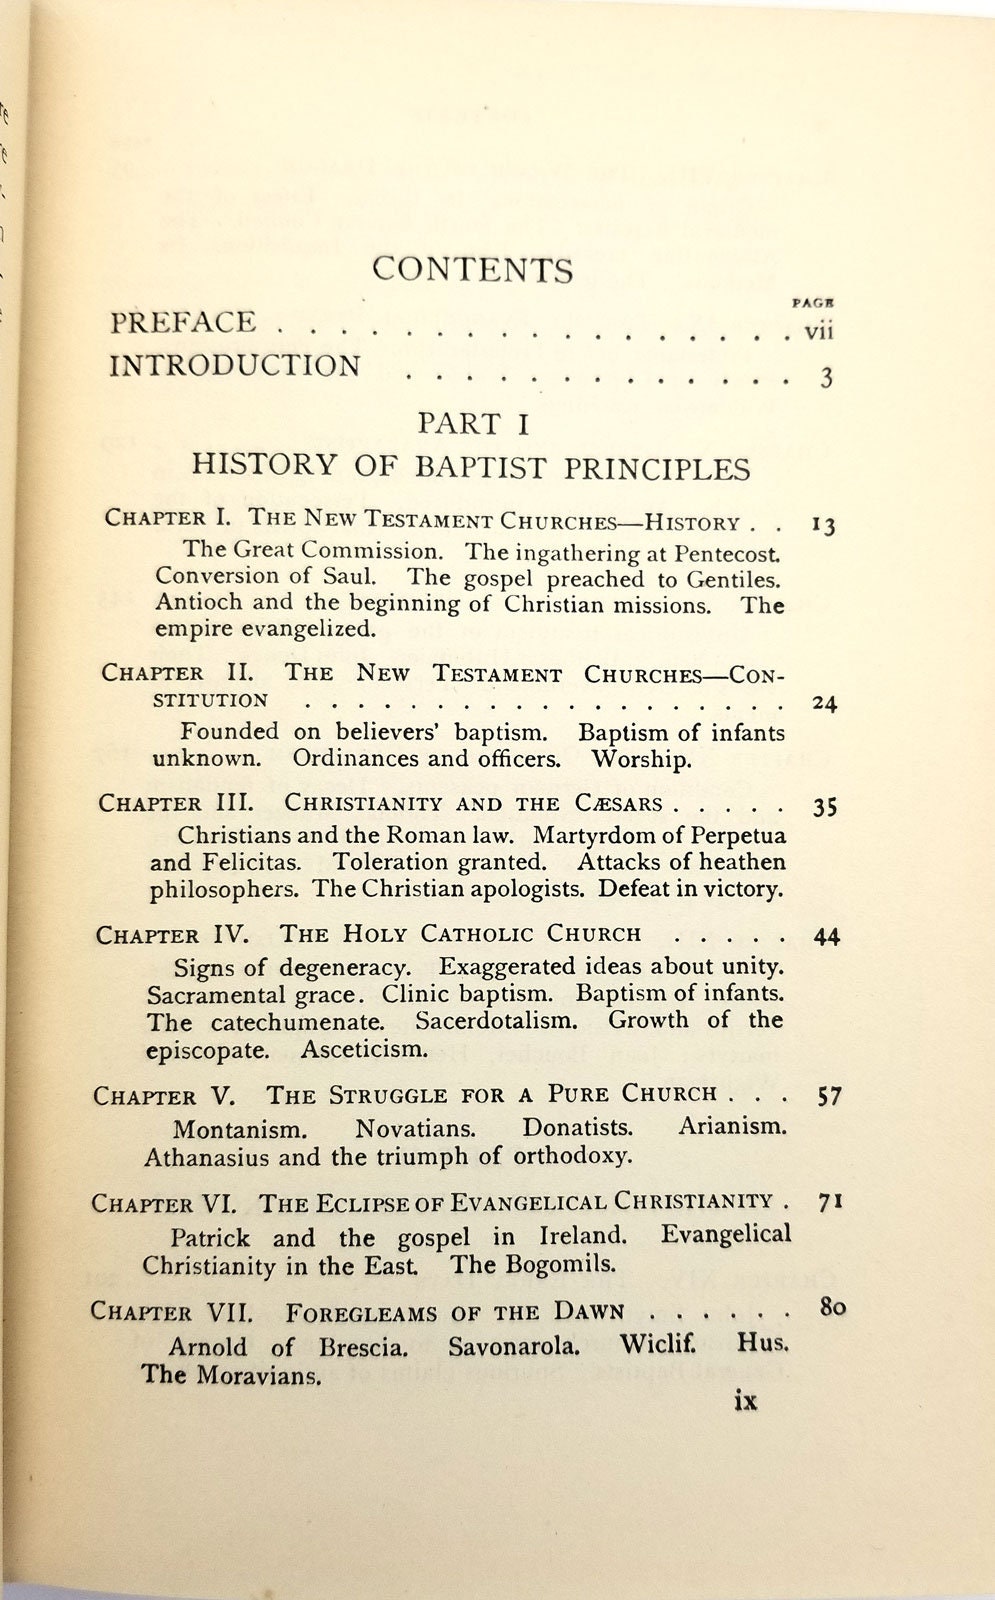 CONTENTS
PAGE
PREFACE . . . . . . . . . . . . . . . . . vii
INTRODUCTION . . . . . . . . . . . . . 3
PART I
HISTORY OF BAPTIST PRINCIPLES
CHAPTER I. THE NEW TESTAMENT CHURCHES—HISTORY . . 13
The Great Commission. The ingathering at Pentecost.
Conversion of Saul. The gospel preached to Gentiles.
Antioch and the beginning of Christian missions. The
empire evangelized.
CHAPTER II. THE NEW TESTAMENT CHURCHES—CON-
STITUTION . . . . . . . . . . . . . . . . . . . 24
Founded on believers' baptism. Baptism of infants
unknown. Ordinances and officers. Worship.
CHAPTER III. CHRISTIANITY AND THE CÆSARS . . . . . 35
Christians and the Roman law. Martyrdom of Perpetua
and Felicitas. Toleration granted. Attacks of heathen
philosophers. The Christian apologists. Defeat in victory.
CHAPTER IV. THE HOLY CATHOLIC CHURCH . . . . . 44
Signs of degeneracy. Exaggerated ideas about unity.
Sacramental grace. Clinic baptism. Baptism of infants.
The catechumenate. Sacerdotalism. Growth of the
episcopate. Asceticism.
CHAPTER V. THE STRUGGLE FOR A PURE CHURCH . . . 57
Montanism. Novatians. Donatists. Arianism.
Athanasius and the triumph of orthodoxy.
CHAPTER VI. THE ECLIPSE OF EVANGELICAL CHRISTIANITY . 71
Patrick and the gospel in Ireland. Evangelical
Christianity in the East. The Bogomils.
CHAPTER VII. FOREGLEAMS OF THE DAWN . . . . . . 80
Arnold of Brescia. Savonarola. Wiclif. Hus.
The Moravians.
ix